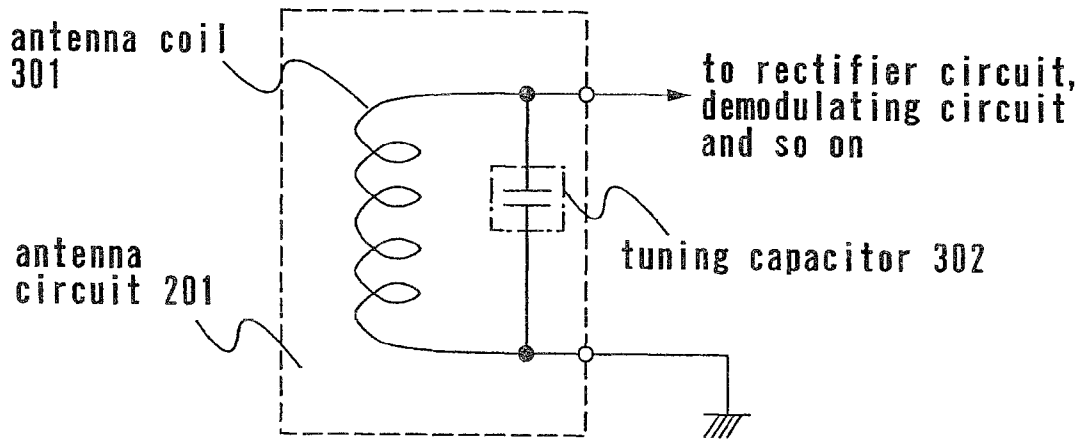 antenna coil
301
to rectifier circuit,
demodulating circuit
and so on
antenna
circuit 201
tuning capacitor 302